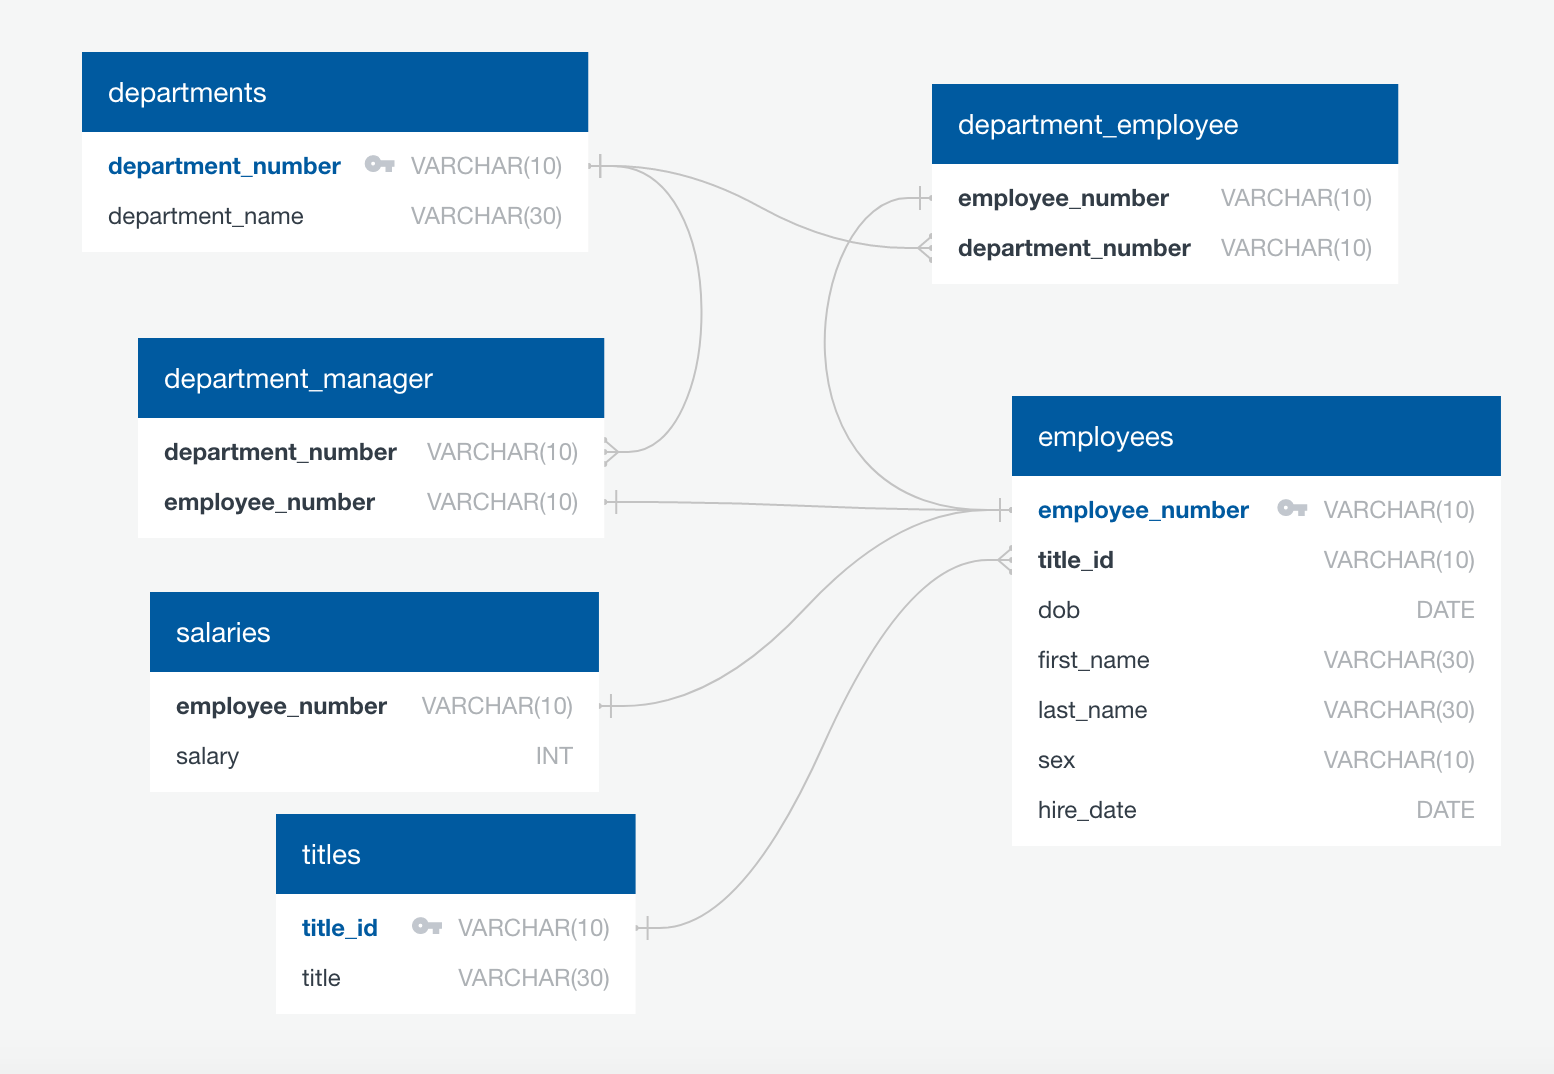 departments
department_number VARCHAR(10)
department_name VARCHAR(30)
department_employee
employee_number VARCHAR(10)
department_number VARCHAR(10)
department_manager
department_number VARCHAR(10)
employee_number VARCHAR(10)
employees
employee_number VARCHAR(10)
title_id VARCHAR(10)
dob DATE
first_name VARCHAR(30)
last_name VARCHAR(30)
sex VARCHAR(10)
hire_date DATE
salaries
employee_number VARCHAR(10)
salary INT
titles
title_id VARCHAR(10)
title VARCHAR(30)